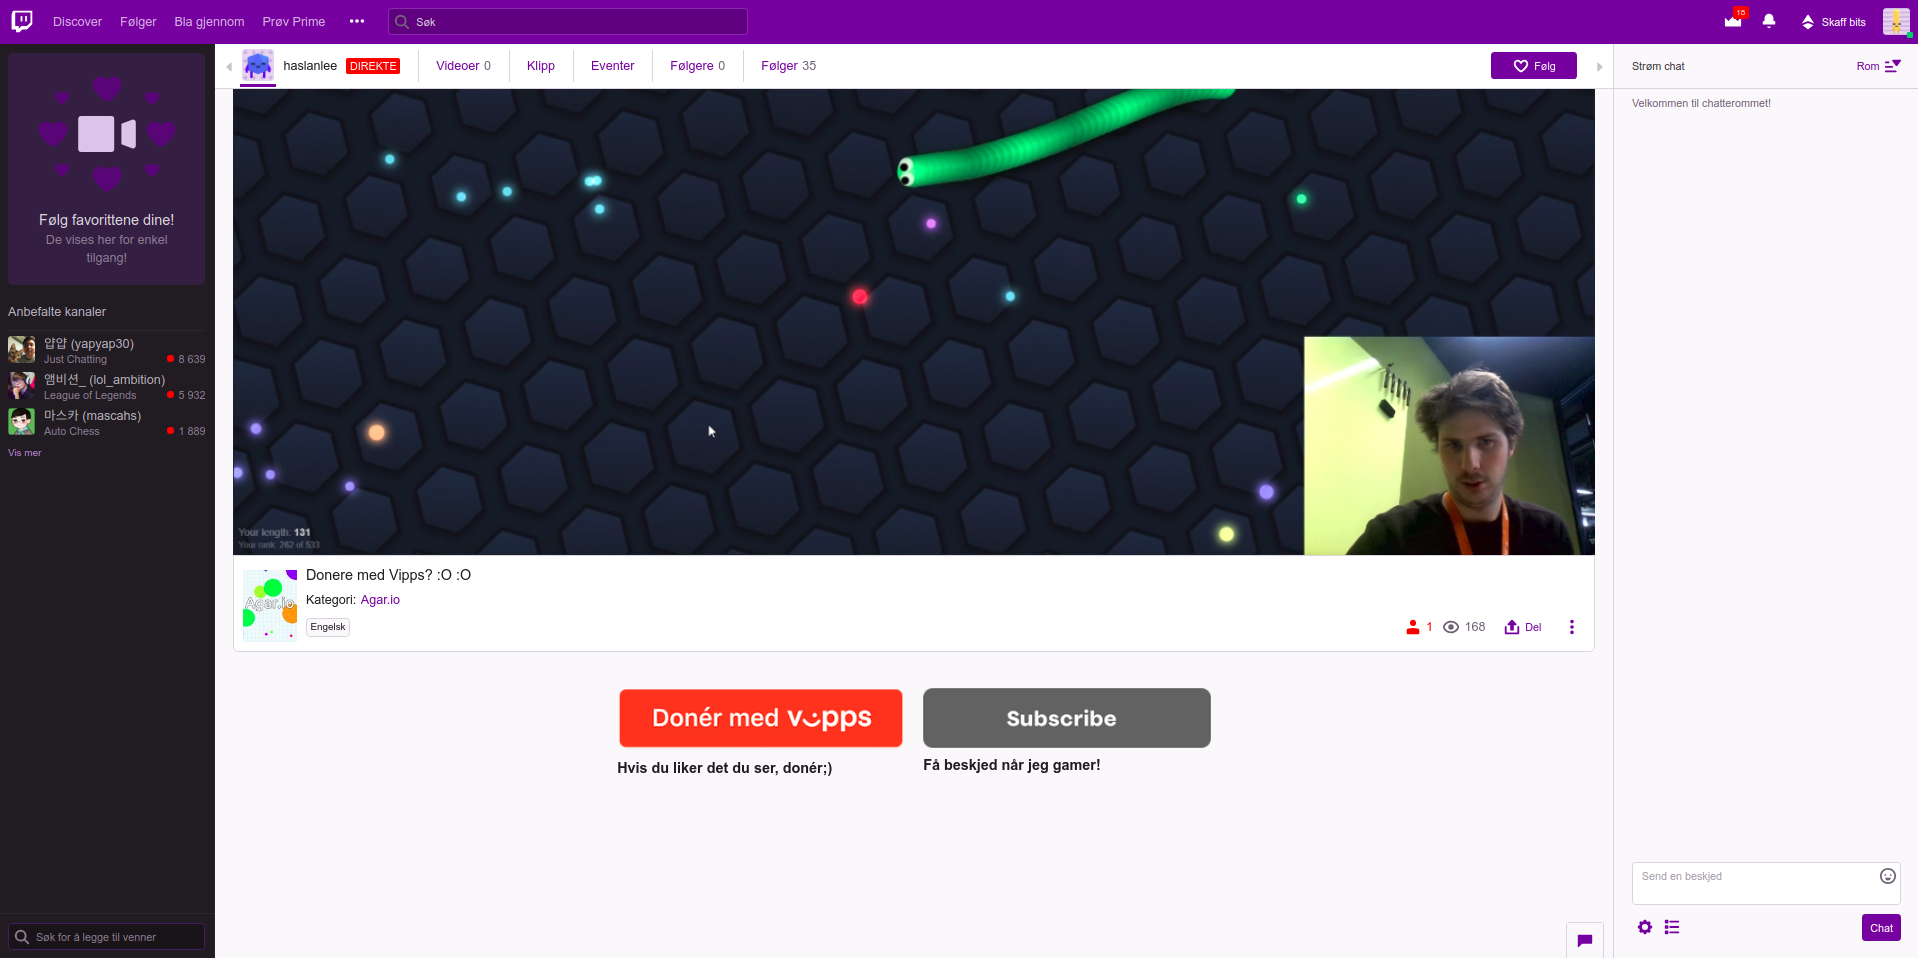 Discover Følger Bla gjennom Prøv Prime Søk 15 Skaff bits
haslanlee DIREKTE Videoer 0 Klipp Eventer Følgere 0 Følger 35 Følg
Følg favorittene dine!
De vises her for enkel
tilgang!
Anbefalte kanaler
얍얍 (yapyap30)
Just Chatting 8 639
앰비션_ (lol_ambition)
League of Legends 5 932
마스카 (mascahs)
Auto Chess 1 889
Vis mer
Søk for å legge til venner
Your length: 131
Your rank: 262 of 533
Agar.io
Donere med Vipps? :O :O
Kategori: Agar.io
Engelsk
1 168 Del
Donér med vipps
Hvis du liker det du ser, donér;)
Subscribe
Få beskjed når jeg gamer!
Strøm chat Rom
Velkommen til chatterommet!
Send en beskjed
Chat